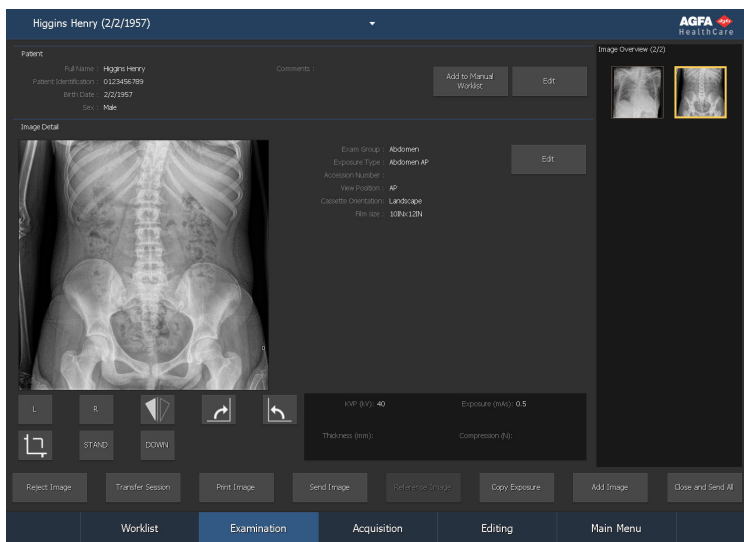 Higgins Henry (2/2/1957)
AGFA
HealthCare
Patient
Full Name : Higgins Henry
Comments :
Patient Identification : 0123456789
Birth Date : 2/2/1957
Sex : Male
Add to Manual Worklist
Edit
Image Overview (2/2)
Image Detail
Exam Group : Abdomen
Exposure Type : Abdomen AP
Accession Number :
View Position : AP
Cassette Orientation: Landscape
Film size : 10INx12IN
Edit
L
R
STAND
DOWN
KVP (kV): 40
Exposure (mAs): 0.5
Thickness (mm):
Compression (N):
Reject Image
Transfer Session
Print Image
Send Image
Reference Image
Copy Exposure
Add Image
Close and Send All
Worklist
Examination
Acquisition
Editing
Main Menu